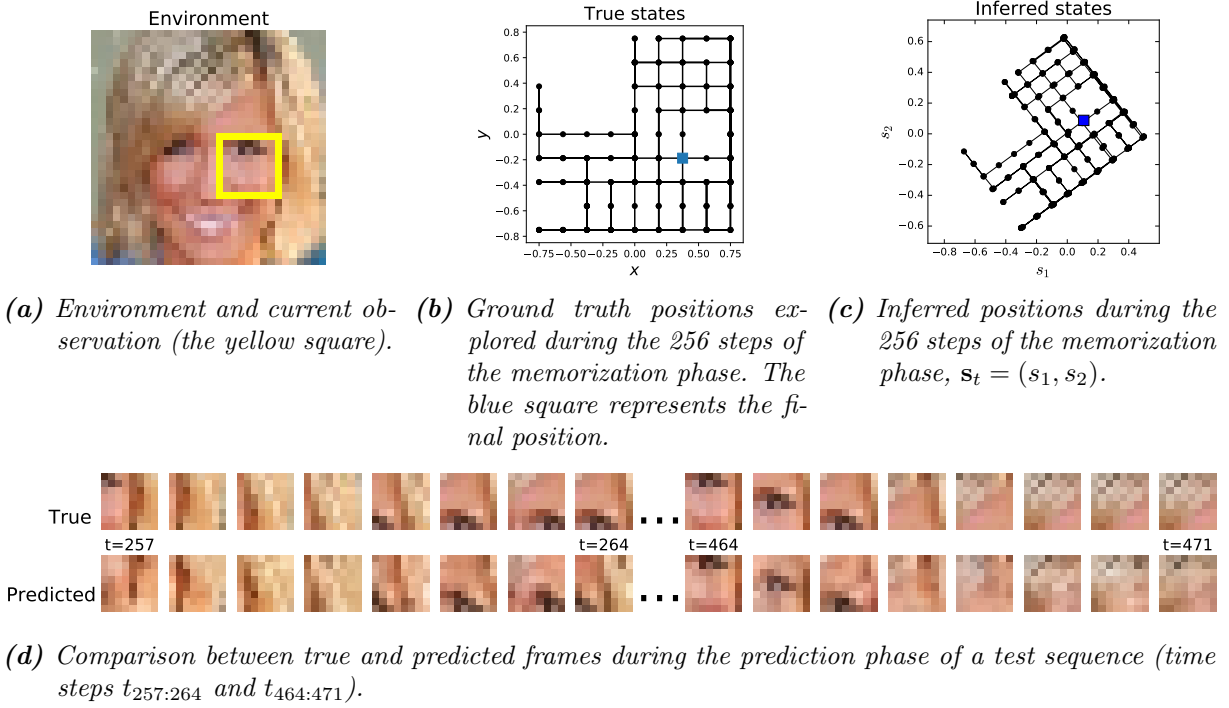 Environment
True states
0.8
0.6
0.4
0.2
0.0
−0.2
−0.4
−0.6
−0.8
y
−0.75 −0.50 −0.25 0.00 0.25 0.50 0.75
x
Inferred states
0.6
0.4
0.2
0.0
−0.2
−0.4
−0.6
s₂
−0.8 −0.6 −0.4 −0.2 0.0 0.2 0.4
s₁
(a) Environment and current ob-
servation (the yellow square).
(b) Ground truth positions ex-
plored during the 256 steps of
the memorization phase. The
blue square represents the fi-
nal position.
(c) Inferred positions during the
256 steps of the memorization
phase, sₜ = (s₁, s₂).
True
t=257 t=264 t=464 t=471
Predicted
(d) Comparison between true and predicted frames during the prediction phase of a test sequence (time
steps t₂₅₇:₂₆₄ and t₄₆₄:₄₇₁).